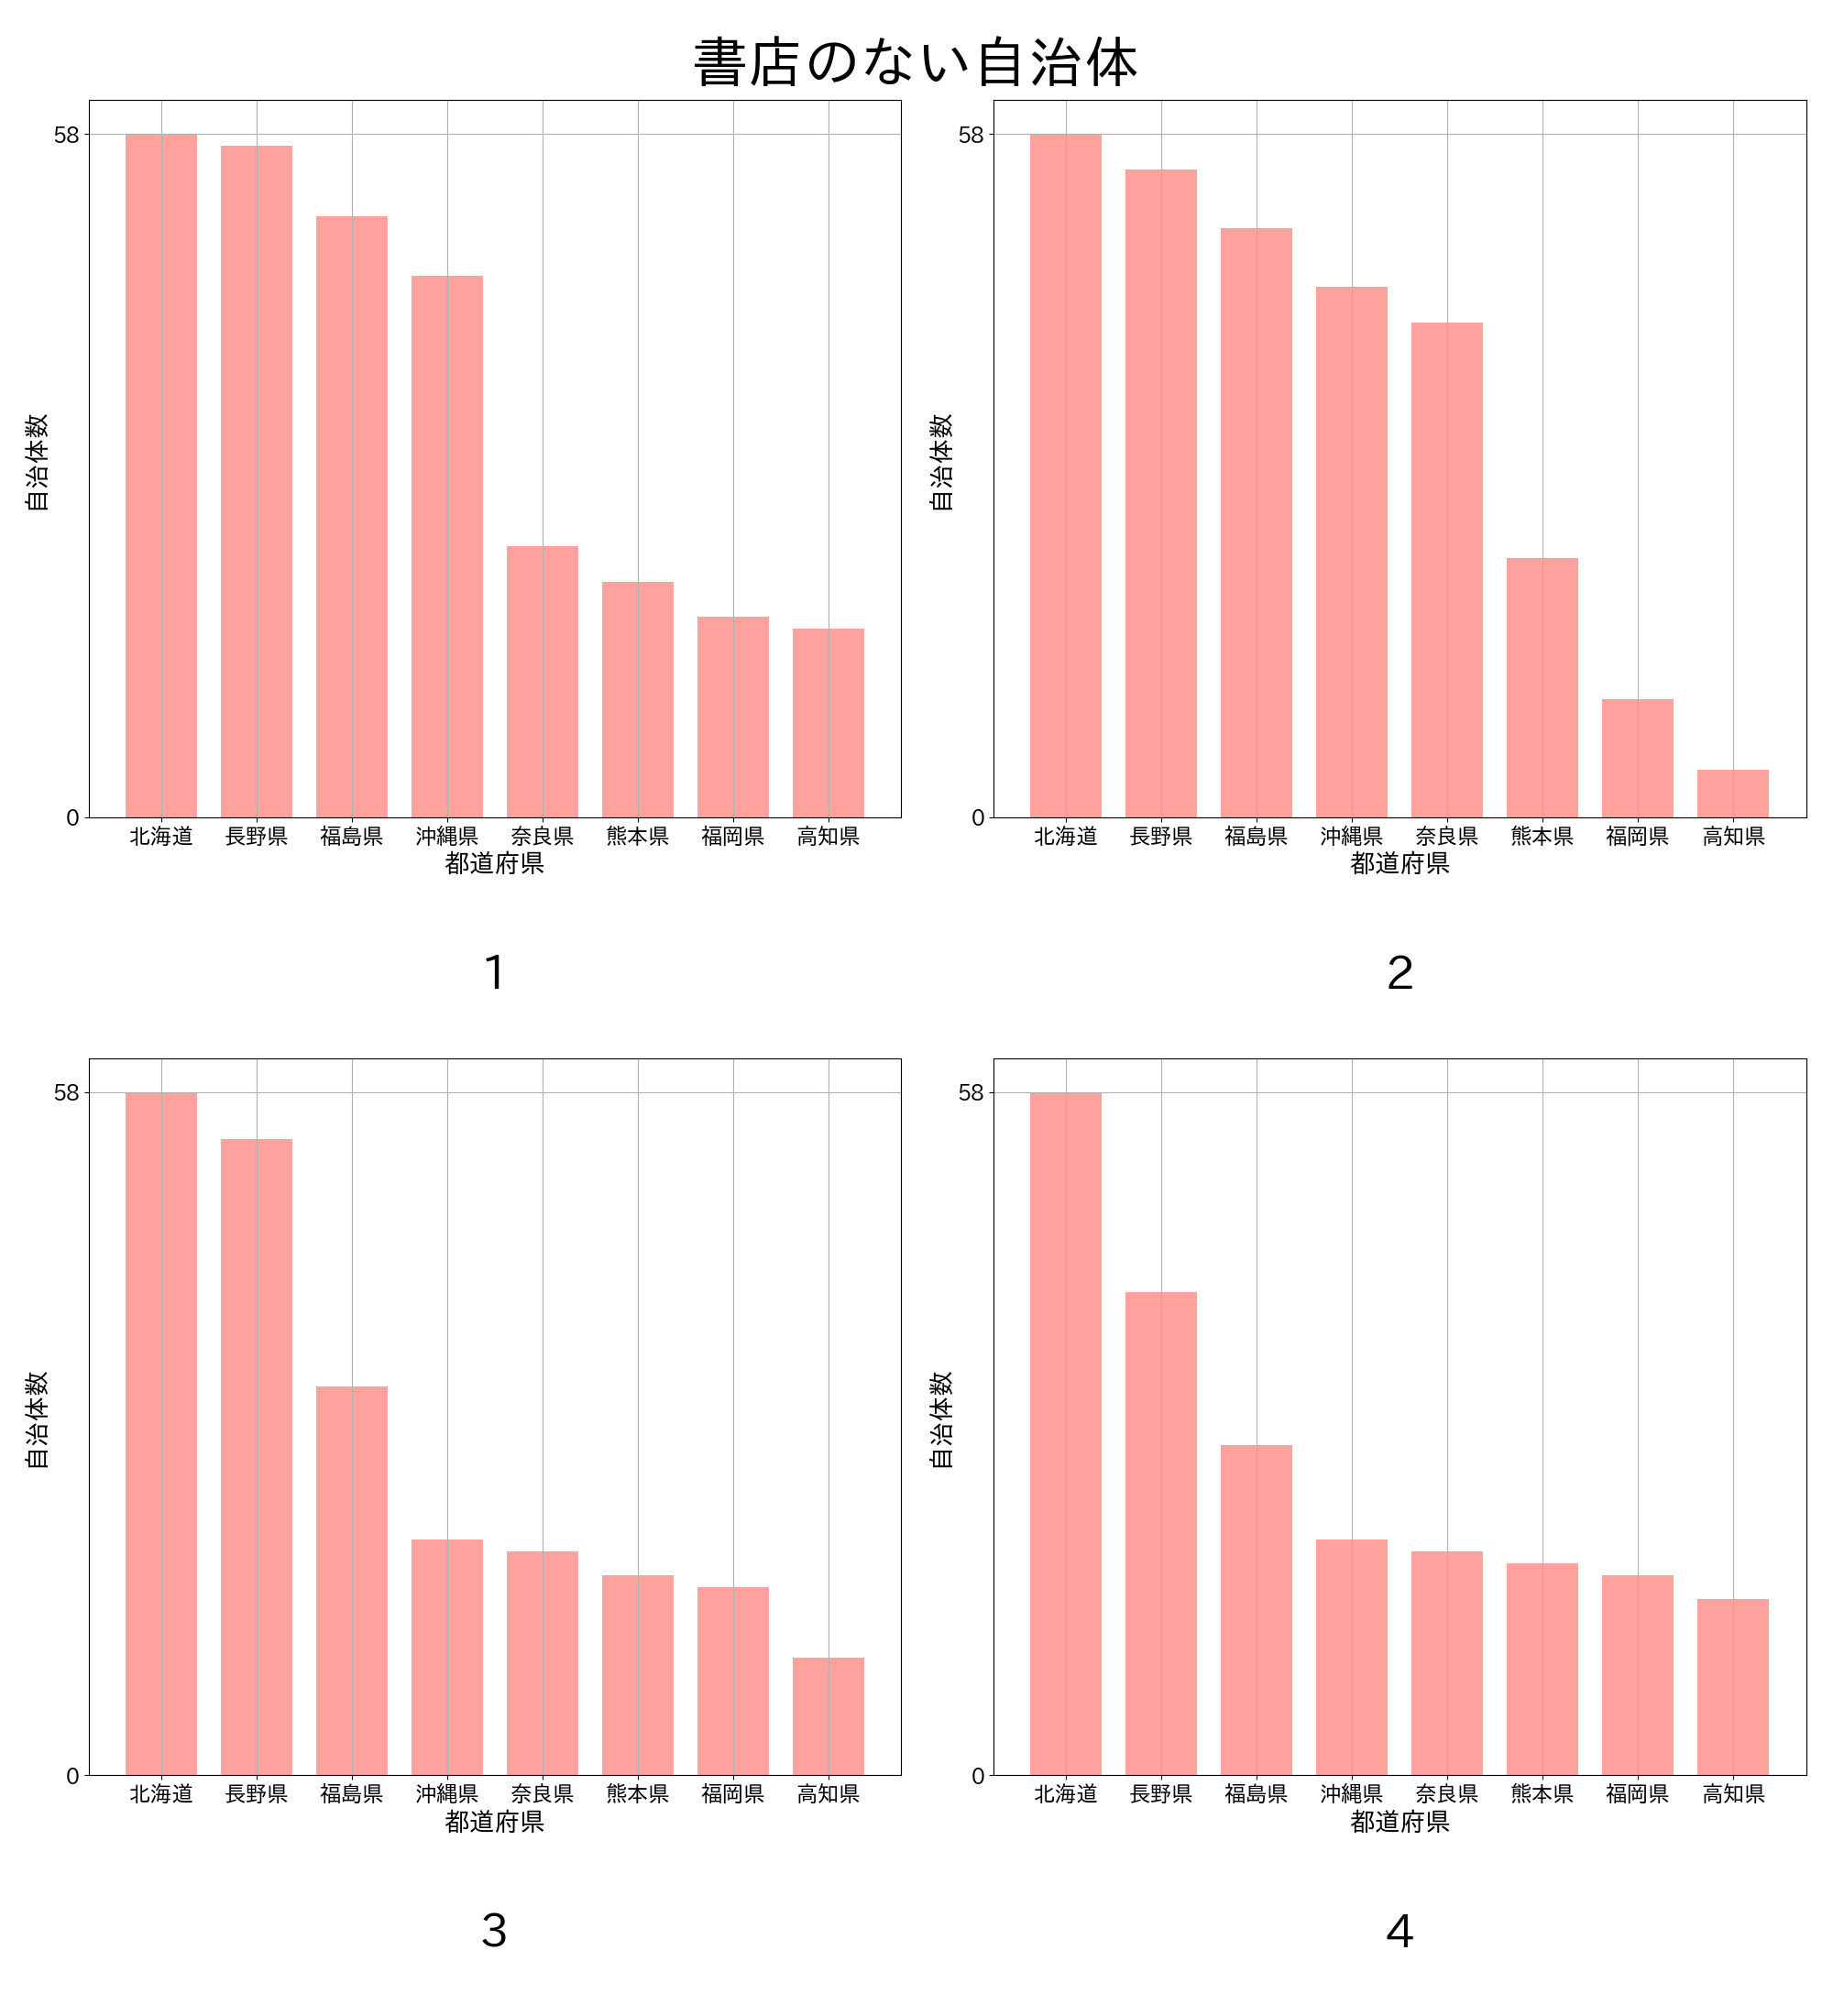 書店のない自治体
58
0
自治体数
北海道 長野県 福島県 沖縄県 奈良県 熊本県 福岡県 高知県
都道府県
1
58
0
自治体数
北海道 長野県 福島県 沖縄県 奈良県 熊本県 福岡県 高知県
都道府県
2
58
0
自治体数
北海道 長野県 福島県 沖縄県 奈良県 熊本県 福岡県 高知県
都道府県
3
58
0
自治体数
北海道 長野県 福島県 沖縄県 奈良県 熊本県 福岡県 高知県
都道府県
4